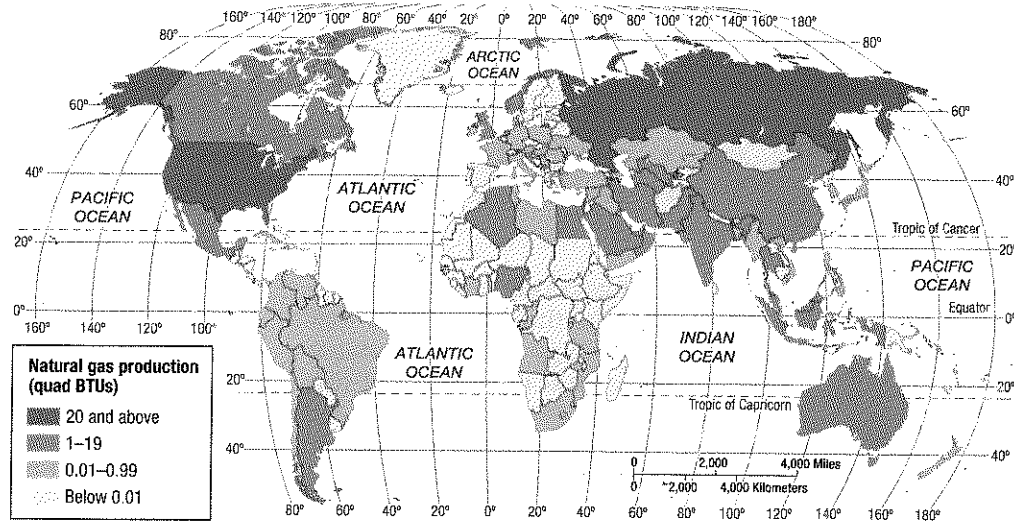 160° 140° 120° 100° 80° 60° 40° 20° 0° 20° 40° 60° 80° 100° 120° 140° 160° 180°
80°
80°
ARCTIC
OCEAN
60°
60°
40°
20°
PACIFIC
OCEAN
ATLANTIC
OCEAN
40°
20°
Tropic of Cancer
PACIFIC
OCEAN
0°
Equator
0°
160° 140° 120° 100°
INDIAN
OCEAN
ATLANTIC
OCEAN
20°
Tropic of Capricorn
20°
40°
40°
Natural gas production
(quad BTUs)
20 and above
1–19
0.01–0.99
Below 0.01
0 2,000 4,000 Miles
0 2,000 4,000 Kilometers
80° 60° 40° 20° 0° 20° 40° 60° 80° 100° 120° 140° 160° 180°